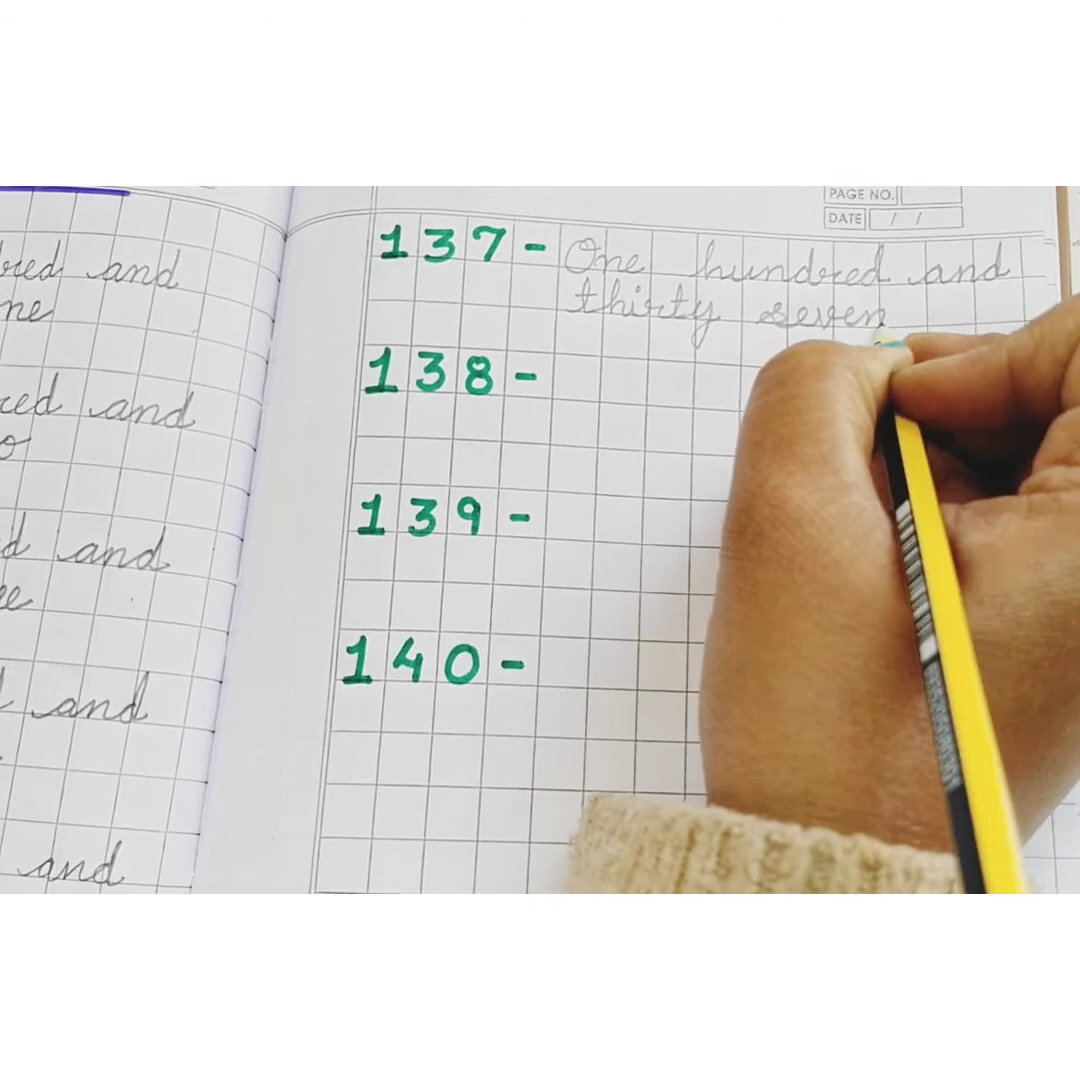 and
and
and
and
and
PAGE NO.
DATE / /
137 - One hundred and
thirty seven
138 -
139 -
140 -